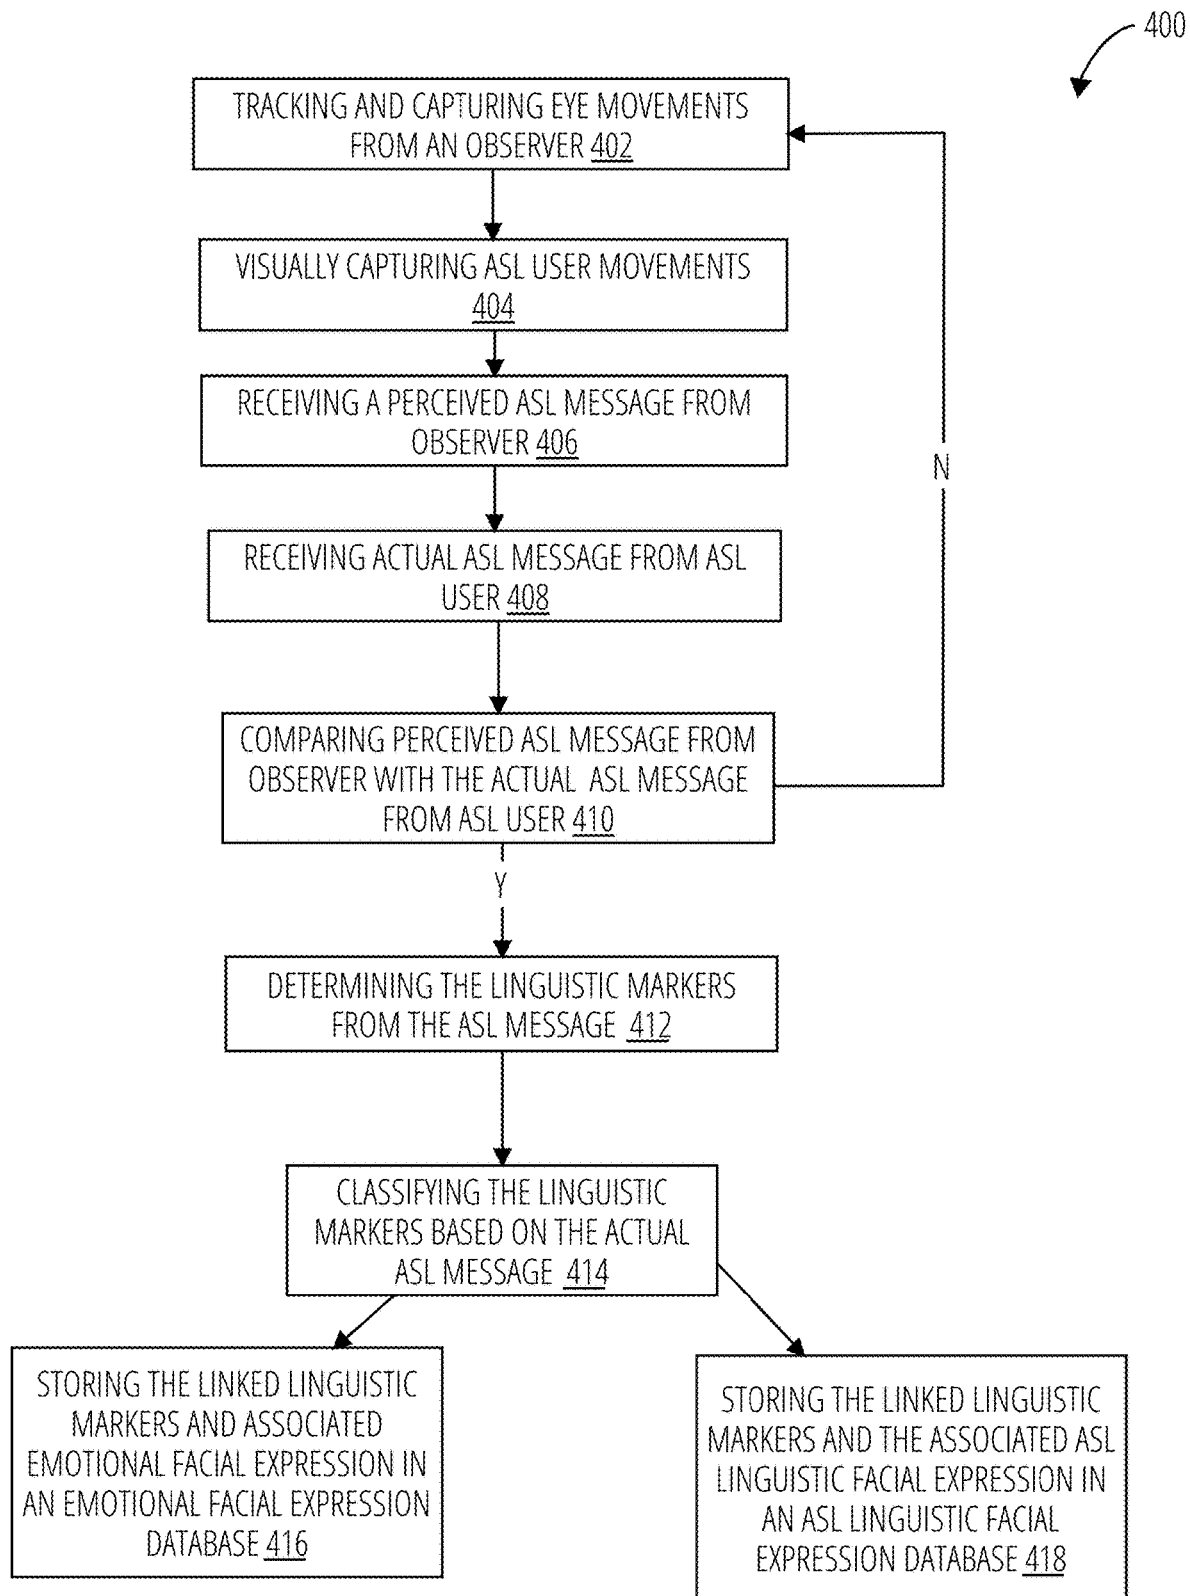 400
TRACKING AND CAPTURING EYE MOVEMENTS
FROM AN OBSERVER 402
VISUALLY CAPTURING ASL USER MOVEMENTS
404
RECEIVING A PERCEIVED ASL MESSAGE FROM
OBSERVER 406
N
RECEIVING ACTUAL ASL MESSAGE FROM ASL
USER 408
COMPARING PERCEIVED ASL MESSAGE FROM
OBSERVER WITH THE ACTUAL ASL MESSAGE
FROM ASL USER 410
Y
DETERMINING THE LINGUISTIC MARKERS
FROM THE ASL MESSAGE 412
CLASSIFYING THE LINGUISTIC
MARKERS BASED ON THE ACTUAL
ASL MESSAGE 414
STORING THE LINKED LINGUISTIC
MARKERS AND ASSOCIATED
EMOTIONAL FACIAL EXPRESSION IN
AN EMOTIONAL FACIAL EXPRESSION
DATABASE 416
STORING THE LINKED LINGUISTIC
MARKERS AND THE ASSOCIATED ASL
LINGUISTIC FACIAL EXPRESSION IN
AN ASL LINGUISTIC FACIAL
EXPRESSION DATABASE 418